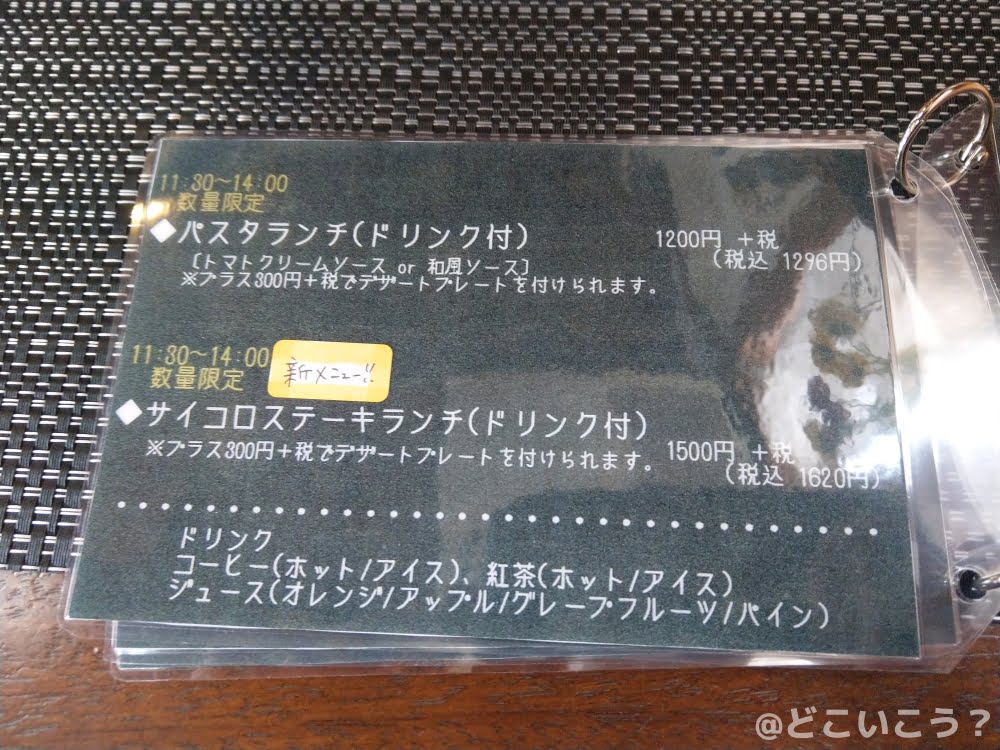 11:30~14:00
数量限定
◆パスタランチ(ドリンク付) 1200円 +税
[トマトクリームソース or 和風ソース] (税込 1296円)
※プラス300円+税でデザートプレートを付けられます。
11:30~14:00
数量限定 新メニュー!!
◆サイコロステーキランチ(ドリンク付)
※プラス300円+税でデザートプレートを付けられます。 1500円 +税
(税込 1620円)
ドリンク
コーヒー(ホット/アイス)、紅茶(ホット/アイス)
ジュース(オレンジ/アップル/グレープフルーツ/パイン)
@どこいこう?